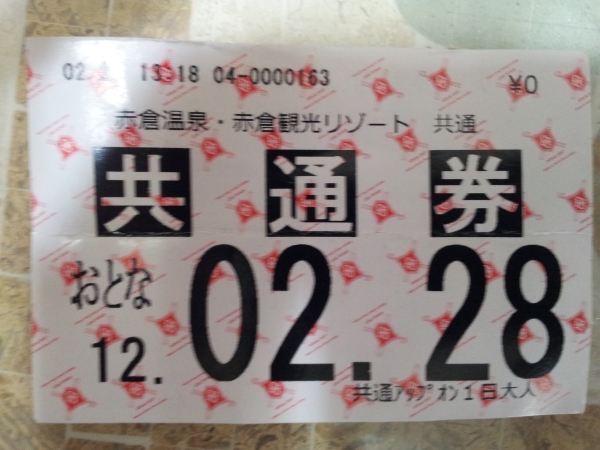 02. 13-18 04-0000163
¥0
赤倉温泉・赤倉観光リゾート 共通
共通券
おとな
12.02.28
共通アップオン1日大人